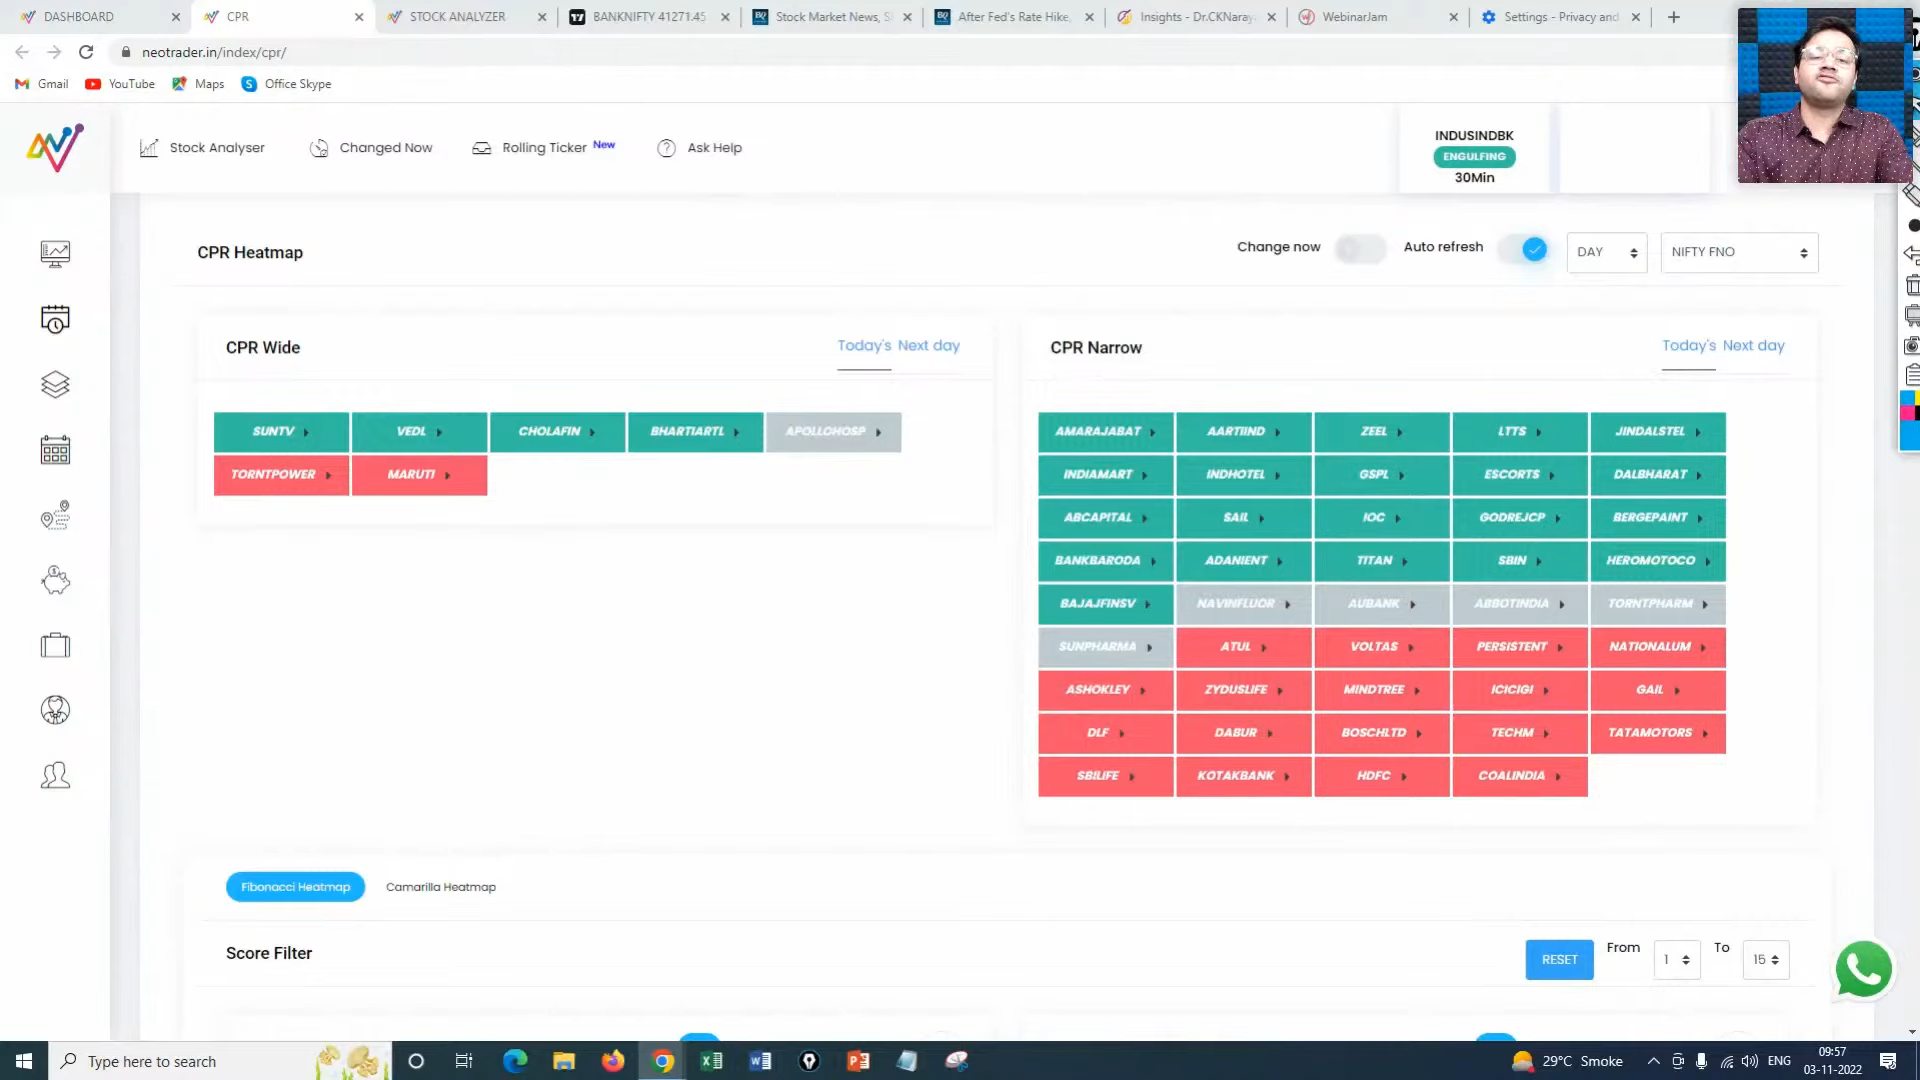 DASHBOARD
CPR
STOCK ANALYZER
BANKNIFTY 41271.45
Stock Market News, S
After Fed's Rate Hike,
Insights - Dr.CKNaray
WebinarJam
Settings - Privacy and
neotrader.in/index/cpr/
Gmail
YouTube
Maps
Office Skype
Stock Analyser
Changed Now
Rolling Ticker New
Ask Help
INDUSINDBK
ENGULFING
30Min
CPR Heatmap
Change now
Auto refresh
DAY
NIFTY FNO
CPR Wide
Today's Next day
CPR Narrow
Today's Next day
SUNTV VEDL CHOLAFIN BHARTIARTL APOLLOHOSP
TORNTPOWER MARUTI
AMARAJABAT AARTIIND ZEEL LTTS JINDALSTEL
INDIAMART INDHOTEL GSPL ESCORTS DALBHARAT
ABCAPITAL SAIL IOC GODREJCP BERGEPAINT
BANKBARODA ADANIENT TITAN SBIN HEROMOTOCO
BAJAJFINSV NAVINFLUOR AUBANK ABBOTINDIA TORNTPHARM
SUNPHARMA ATUL VOLTAS PERSISTENT NATIONALUM
ASHOKLEY ZYDUSLIFE MINDTREE ICICIGI GAIL
DLF DABUR BOSCHLTD TECHM TATAMOTORS
SBILIFE KOTAKBANK HDFC COALINDIA
Fibonacci Heatmap
Camarilla Heatmap
Score Filter
RESET
From
1
To
15
Type here to search
29°C Smoke
ENG
09:57
03-11-2022